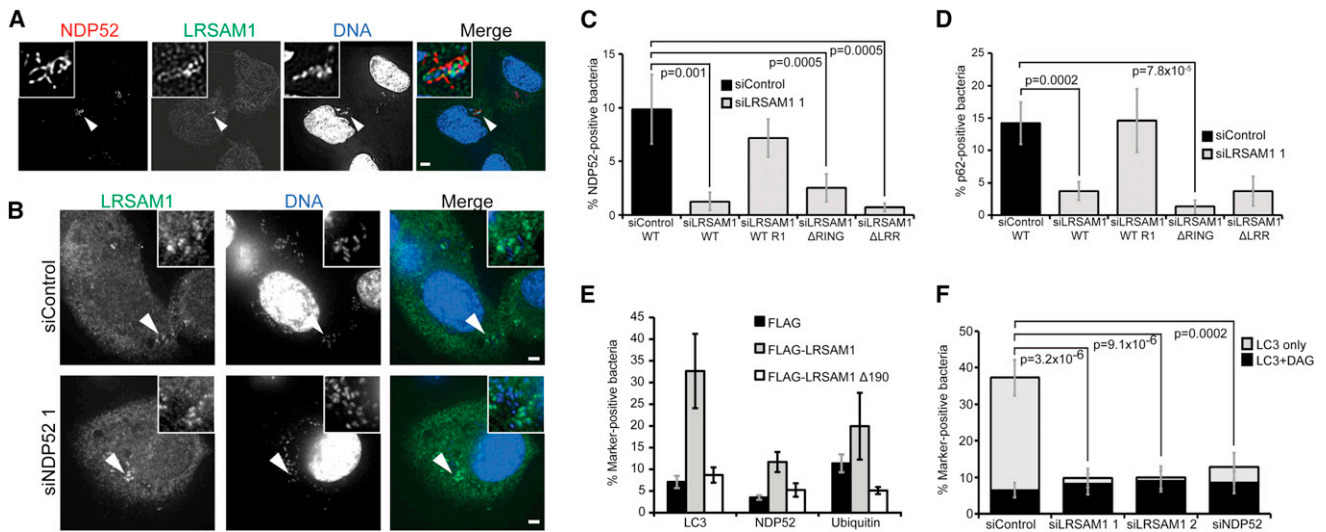 A
NDP52
LRSAM1
DNA
Merge
B
LRSAM1
DNA
Merge
siControl
siNDP52 1
C
% NDP52-positive bacteria
15
10
5
0
p=0.001
p=0.0005
p=0.0005
siControl
siLRSAM1 1
siControl siLRSAM1 siLRSAM1 siLRSAM1 siLRSAM1
WT WT WT R1 ΔRING ΔLRR
D
% p62-positive bacteria
25
20
15
10
5
0
p=0.0002
p=7.8x10-5
siControl
siLRSAM1 1
siControl siLRSAM1 siLRSAM1 siLRSAM1 siLRSAM1
WT WT WT R1 ΔRING ΔLRR
E
% Marker-positive bacteria
45
40
35
30
25
20
15
10
5
0
FLAG
FLAG-LRSAM1
FLAG-LRSAM1 Δ190
LC3 NDP52 Ubiquitin
F
% Marker-positive bacteria
50
40
30
20
10
0
p=3.2x10-6
p=9.1x10-6
p=0.0002
LC3 only
LC3+DAG
siControl siLRSAM1 1 siLRSAM1 2 siNDP52